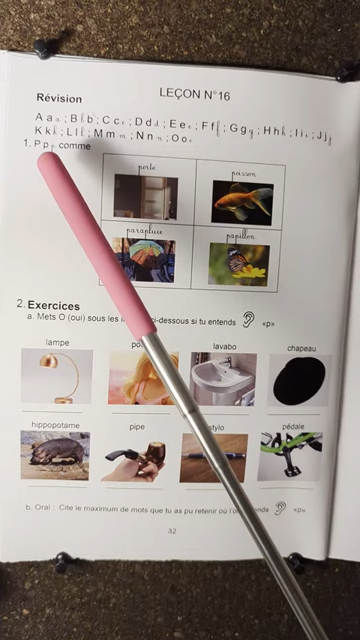 LEÇON N°16
Révision
A a a ; B b b ; C c c ; D d d ; E e e ; F f f ; G g g ; H h h ; I i i ; J j j
K k k ; L l l ; M m m ; N n n ; O o o
1. P p p comme
porte poisson
parapluie papillon
2. Exercices
a. Mets O (oui) sous les ci-dessous si tu entends «p»
lampe lavabo chapeau
hippopotame pipe stylo pédale
b. Oral : Cite le maximum de mots que tu as pu retenir où «p»
32